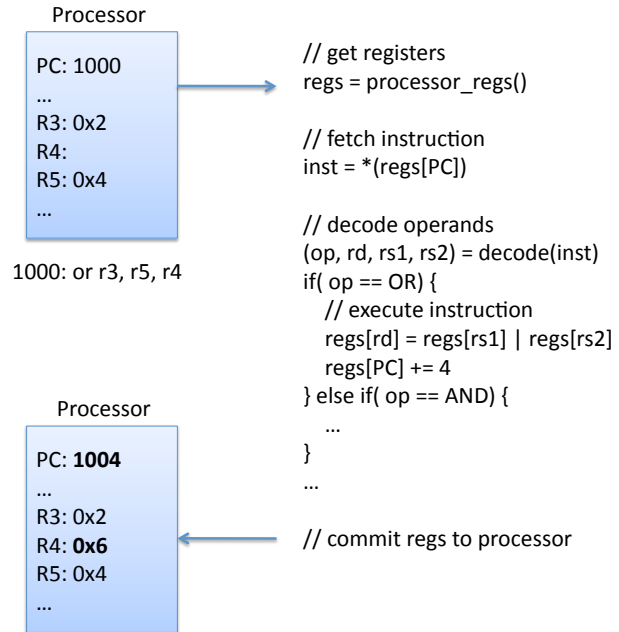 Processor
PC: 1000
...
R3: 0x2
R4:
R5: 0x4
...
1000: or r3, r5, r4
// get registers
regs = processor_regs()
// fetch instruction
inst = *(regs[PC])
// decode operands
(op, rd, rs1, rs2) = decode(inst)
if( op == OR) {
// execute instruction
regs[rd] = regs[rs1] | regs[rs2]
regs[PC] += 4
} else if( op == AND) {
...
}
...
Processor
PC: 1004
...
R3: 0x2
R4: 0x6
R5: 0x4
...
// commit regs to processor